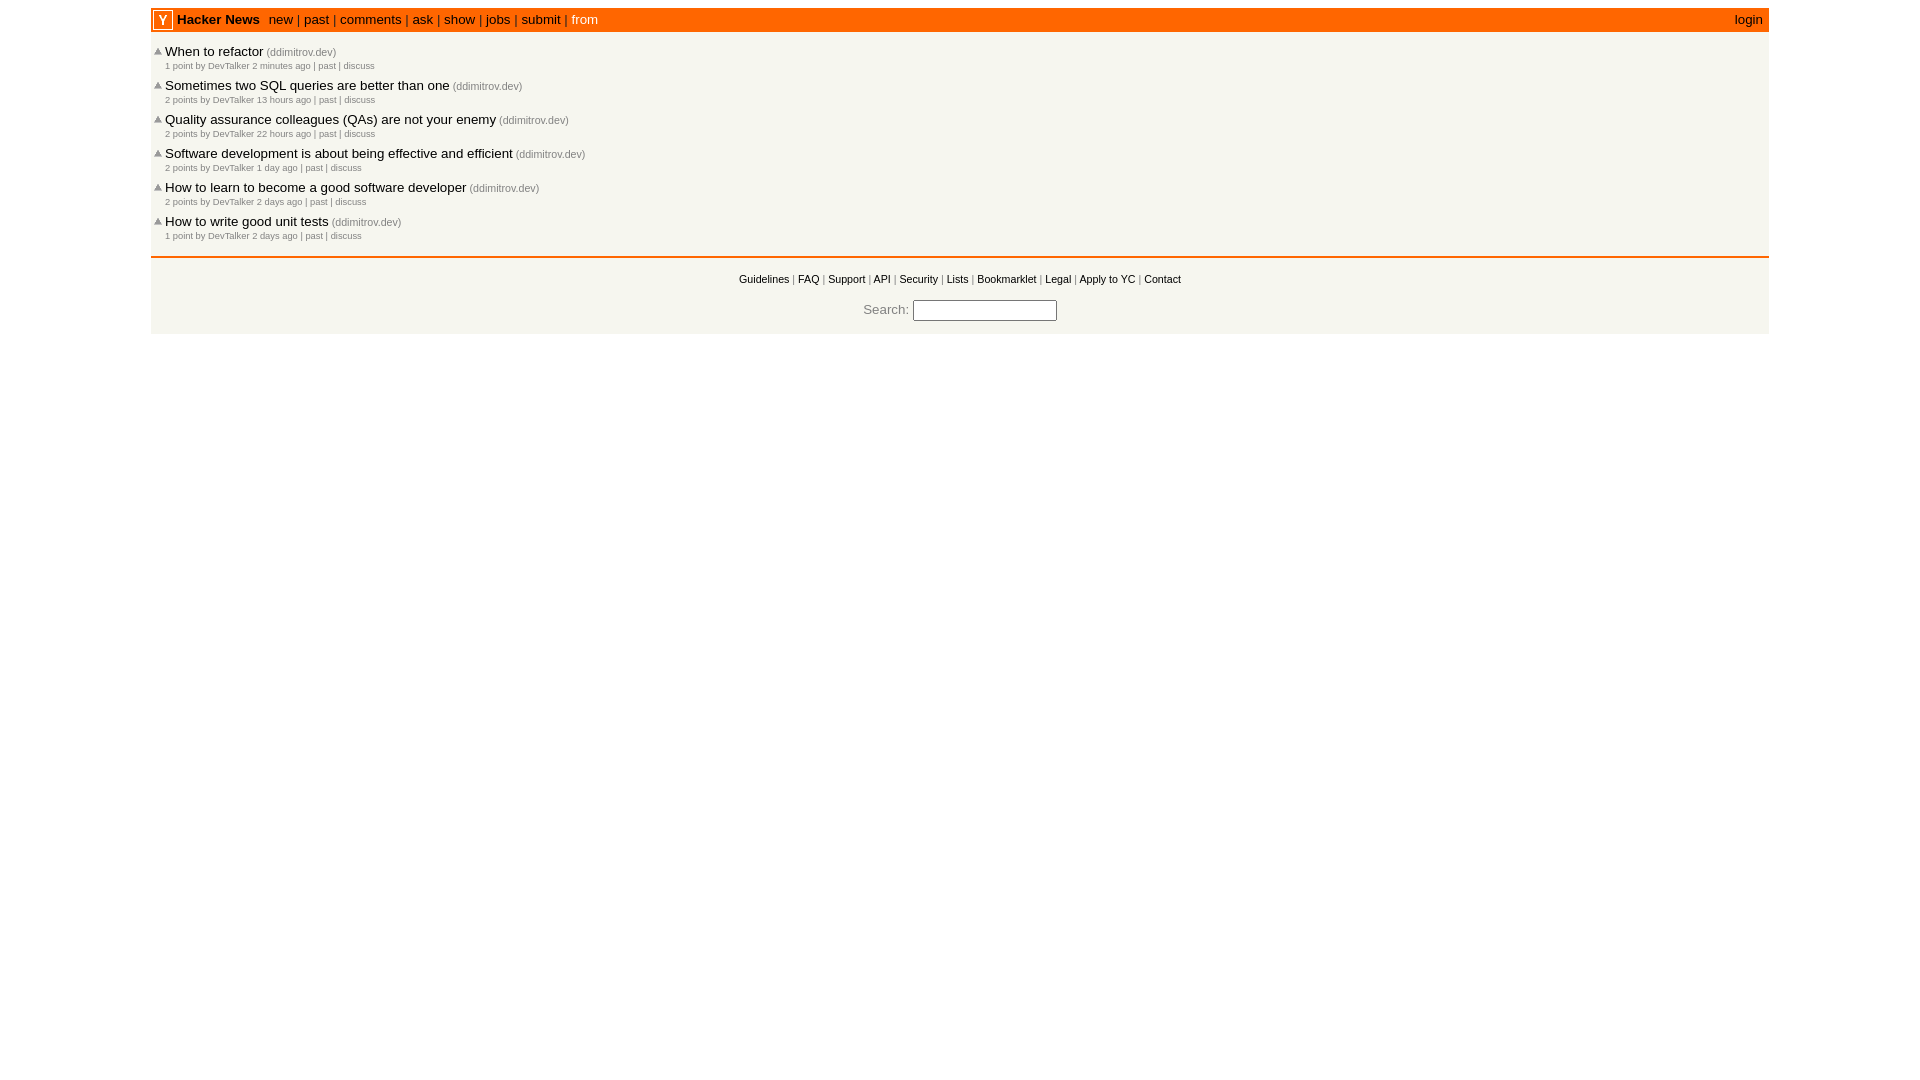 Y Hacker News new | past | comments | ask | show | jobs | submit | from login
When to refactor (ddimitrov.dev)
1 point by DevTalker 2 minutes ago | past | discuss
Sometimes two SQL queries are better than one (ddimitrov.dev)
2 points by DevTalker 13 hours ago | past | discuss
Quality assurance colleagues (QAs) are not your enemy (ddimitrov.dev)
2 points by DevTalker 22 hours ago | past | discuss
Software development is about being effective and efficient (ddimitrov.dev)
2 points by DevTalker 1 day ago | past | discuss
How to learn to become a good software developer (ddimitrov.dev)
2 points by DevTalker 2 days ago | past | discuss
How to write good unit tests (ddimitrov.dev)
1 point by DevTalker 2 days ago | past | discuss
Guidelines | FAQ | Support | API | Security | Lists | Bookmarklet | Legal | Apply to YC | Contact
Search: